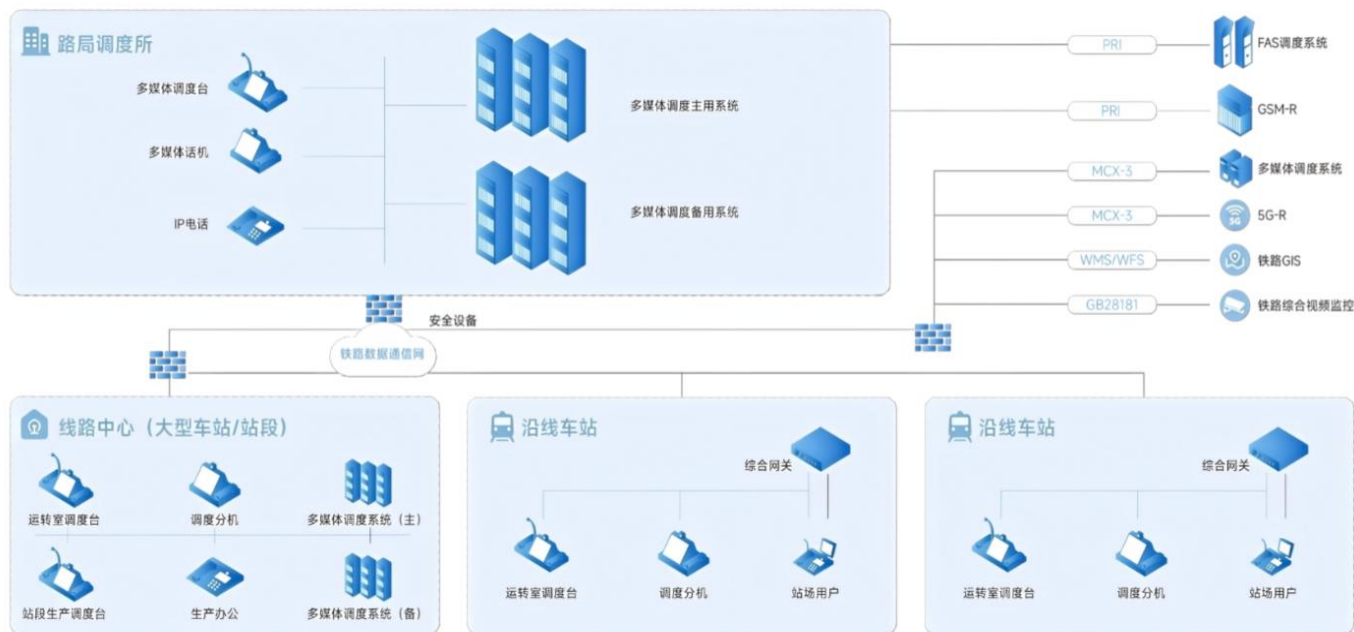 路局调度所
多媒体调度台
多媒体话机
IP电话
多媒体调度主用系统
多媒体调度备用系统
PRI
FAS调度系统
PRI
GSM-R
MCX-3
多媒体调度系统
MCX-3
5G
5G-R
WMS/WFS
铁路GIS
GB28181
铁路综合视频监控
安全设备
铁路数据通信网
线路中心（大型车站/站段）
运转室调度台
调度分机
多媒体调度系统（主）
站段生产调度台
生产办公
多媒体调度系统（备）
沿线车站
综合网关
运转室调度台
调度分机
站场用户
沿线车站
综合网关
运转室调度台
调度分机
站场用户